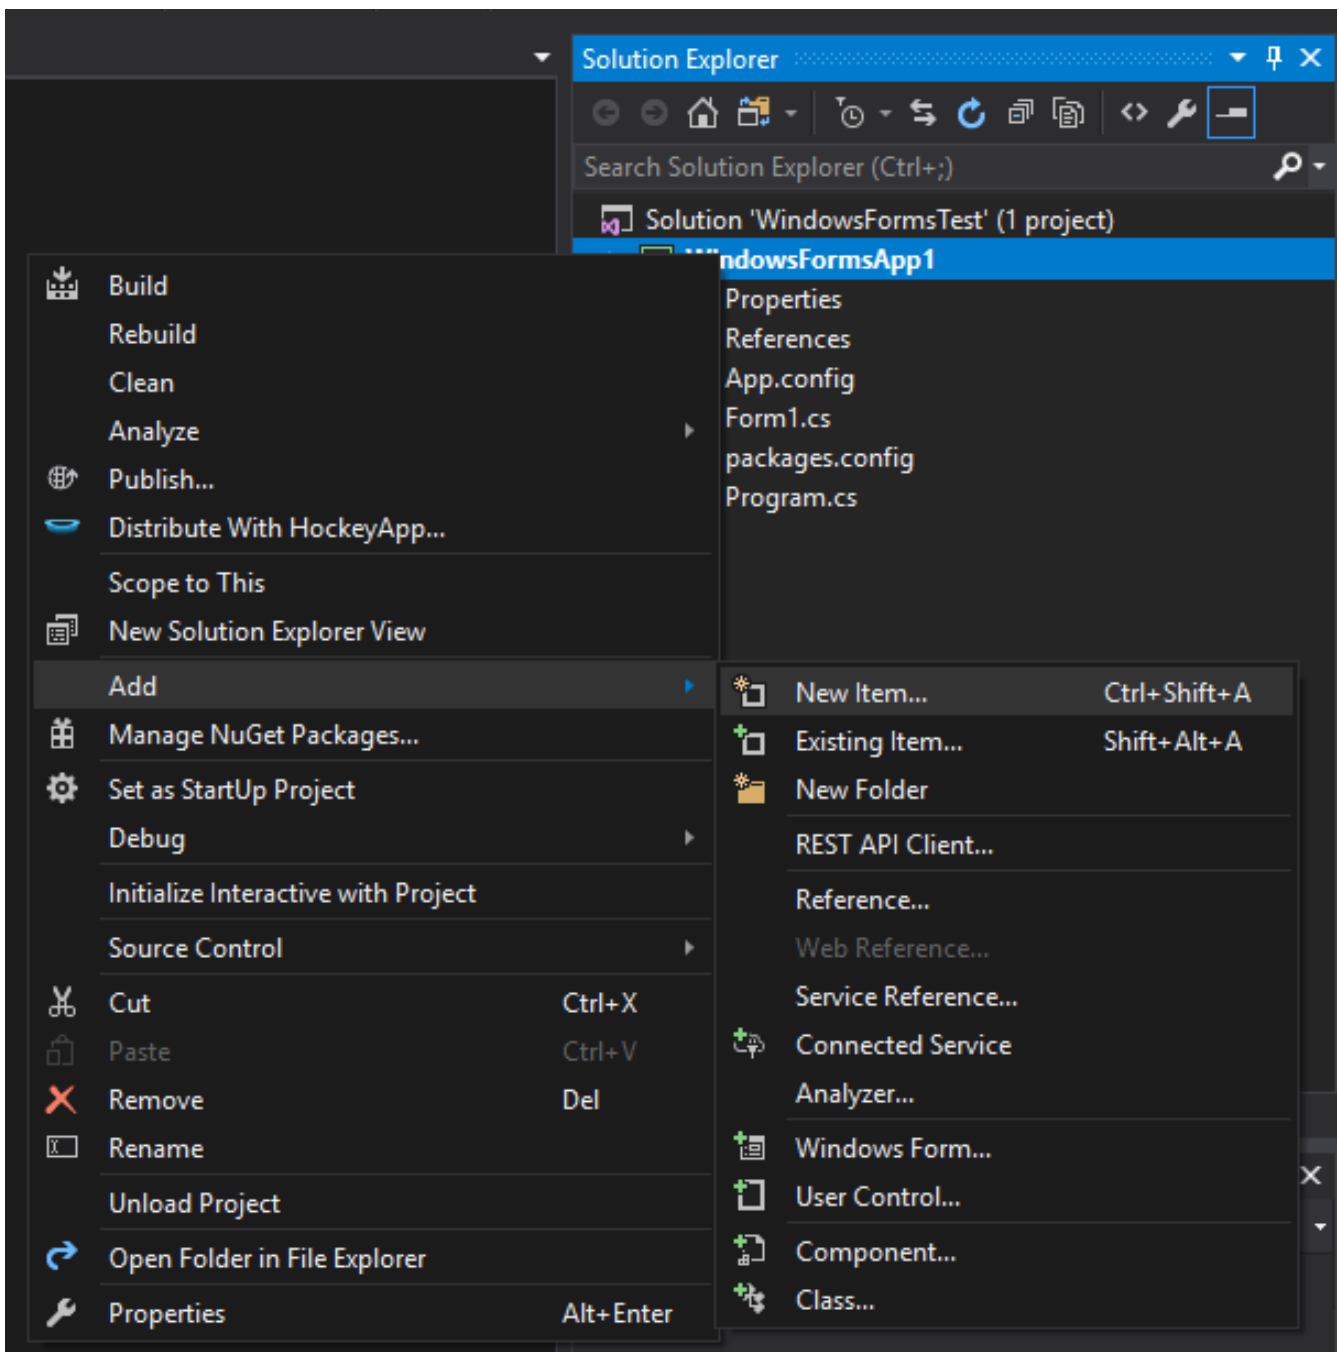 Solution Explorer
Search Solution Explorer (Ctrl+;)
Solution 'WindowsFormsTest' (1 project)
WindowsFormsApp1
Properties
References
App.config
Form1.cs
packages.config
Program.cs
Build
Rebuild
Clean
Analyze
Publish...
Distribute With HockeyApp...
Scope to This
New Solution Explorer View
Add
Manage NuGet Packages...
Set as StartUp Project
Debug
Initialize Interactive with Project
Source Control
Cut Ctrl+X
Paste Ctrl+V
Remove Del
Rename
Unload Project
Open Folder in File Explorer
Properties Alt+Enter
New Item... Ctrl+Shift+A
Existing Item... Shift+Alt+A
New Folder
REST API Client...
Reference...
Web Reference...
Service Reference...
Connected Service
Analyzer...
Windows Form...
User Control...
Component...
Class...